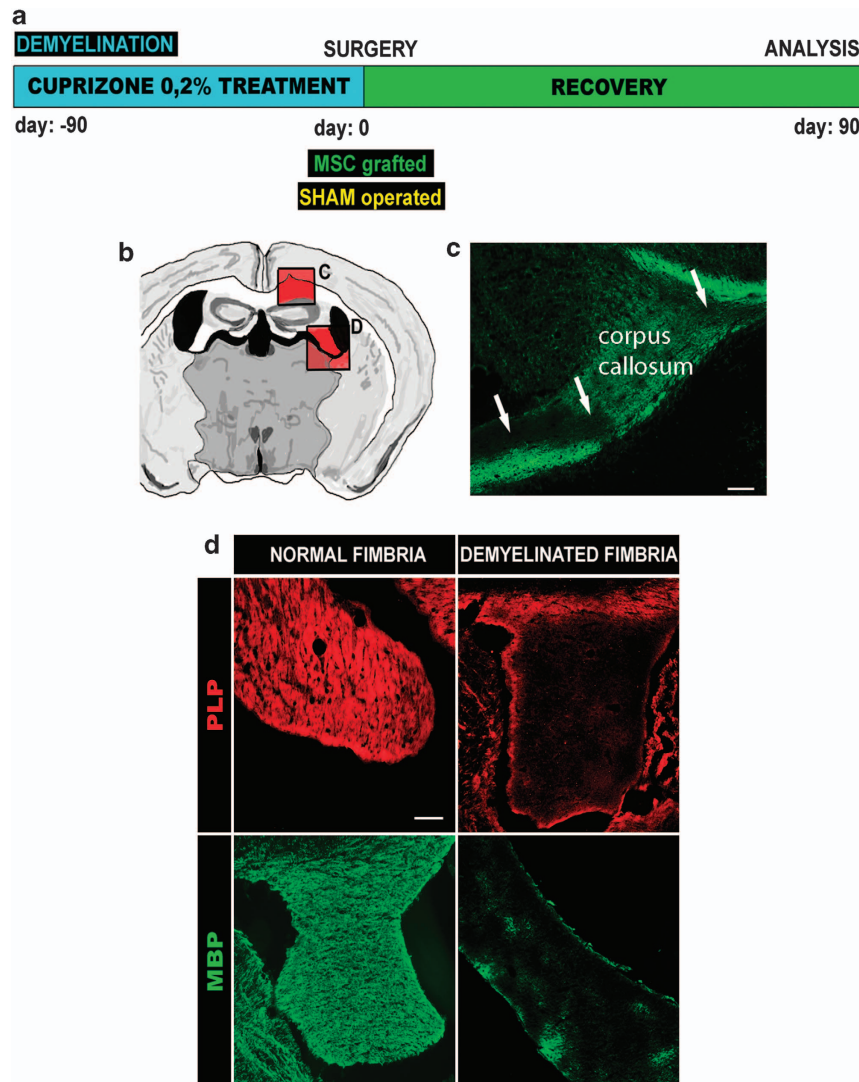 a
DEMYELINATION SURGERY ANALYSIS
CUPRIZONE 0,2% TREATMENT RECOVERY
day: -90 day: 0 day: 90
MSC grafted
SHAM operated
b
C
D
c
corpus
callosum
d
NORMAL FIMBRIA DEMYELINATED FIMBRIA
PLP
MBP